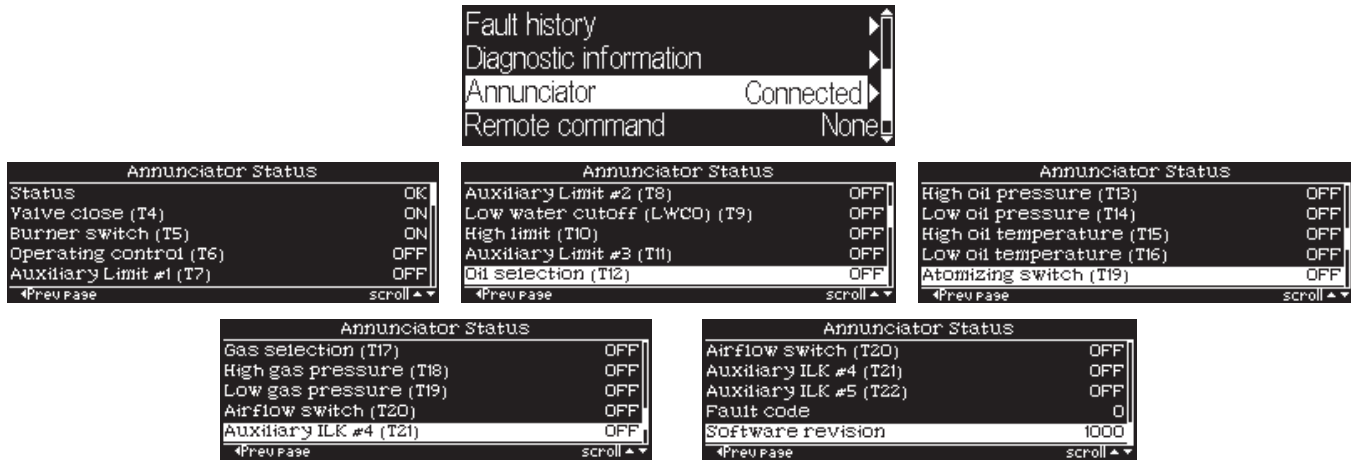 Fault history
Diagnostic information
Annunciator Connected
Remote command None
Annunciator Status
Status OK
Valve close (T4) ON
Burner switch (T5) ON
Operating control (T6) OFF
Auxiliary Limit #1 (T7) OFF
Prev page scroll
Annunciator Status
Auxiliary Limit #2 (T8) OFF
Low water cutoff (LWCO) (T9) OFF
High limit (T10) OFF
Auxiliary Limit #3 (T11) OFF
Oil selection (T12) OFF
Prev page scroll
Annunciator Status
High oil pressure (T13) OFF
Low oil pressure (T14) OFF
High oil temperature (T15) OFF
Low oil temperature (T16) OFF
Atomizing switch (T19) OFF
Prev page scroll
Annunciator Status
Gas selection (T17) OFF
High gas pressure (T18) OFF
Low gas pressure (T19) OFF
Airflow switch (T20) OFF
Auxiliary ILK #4 (T21) OFF
Prev page scroll
Annunciator Status
Airflow switch (T20) OFF
Auxiliary ILK #4 (T21) OFF
Auxiliary ILK #5 (T22) OFF
Fault code 0
Software revision 1000
Prev page scroll